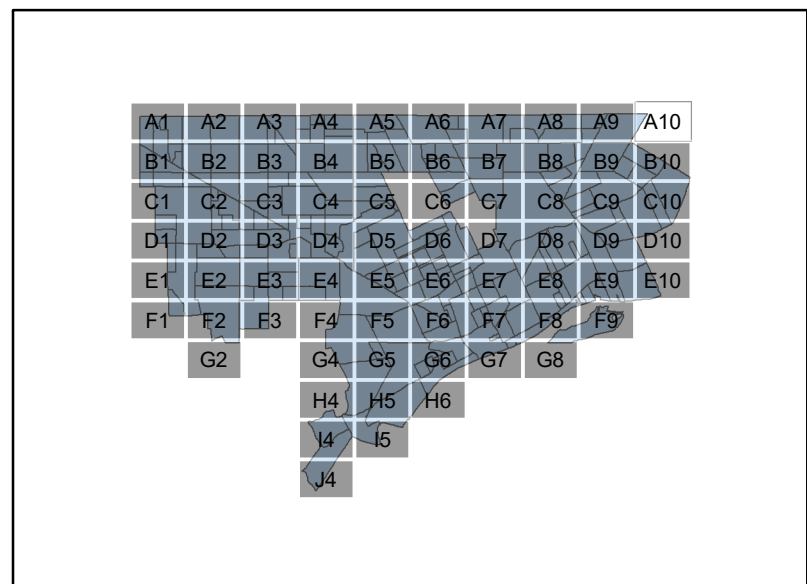 A1 A2 A3 A4 A5 A6 A7 A8 A9 A10
B1 B2 B3 B4 B5 B6 B7 B8 B9 B10
C1 C2 C3 C4 C5 C6 C7 C8 C9 C10
D1 D2 D3 D4 D5 D6 D7 D8 D9 D10
E1 E2 E3 E4 E5 E6 E7 E8 E9 E10
F1 F2 F3 F4 F5 F6 F7 F8 F9
G2 G4 G5 G6 G7 G8
H4 H5 H6
I4 I5
J4